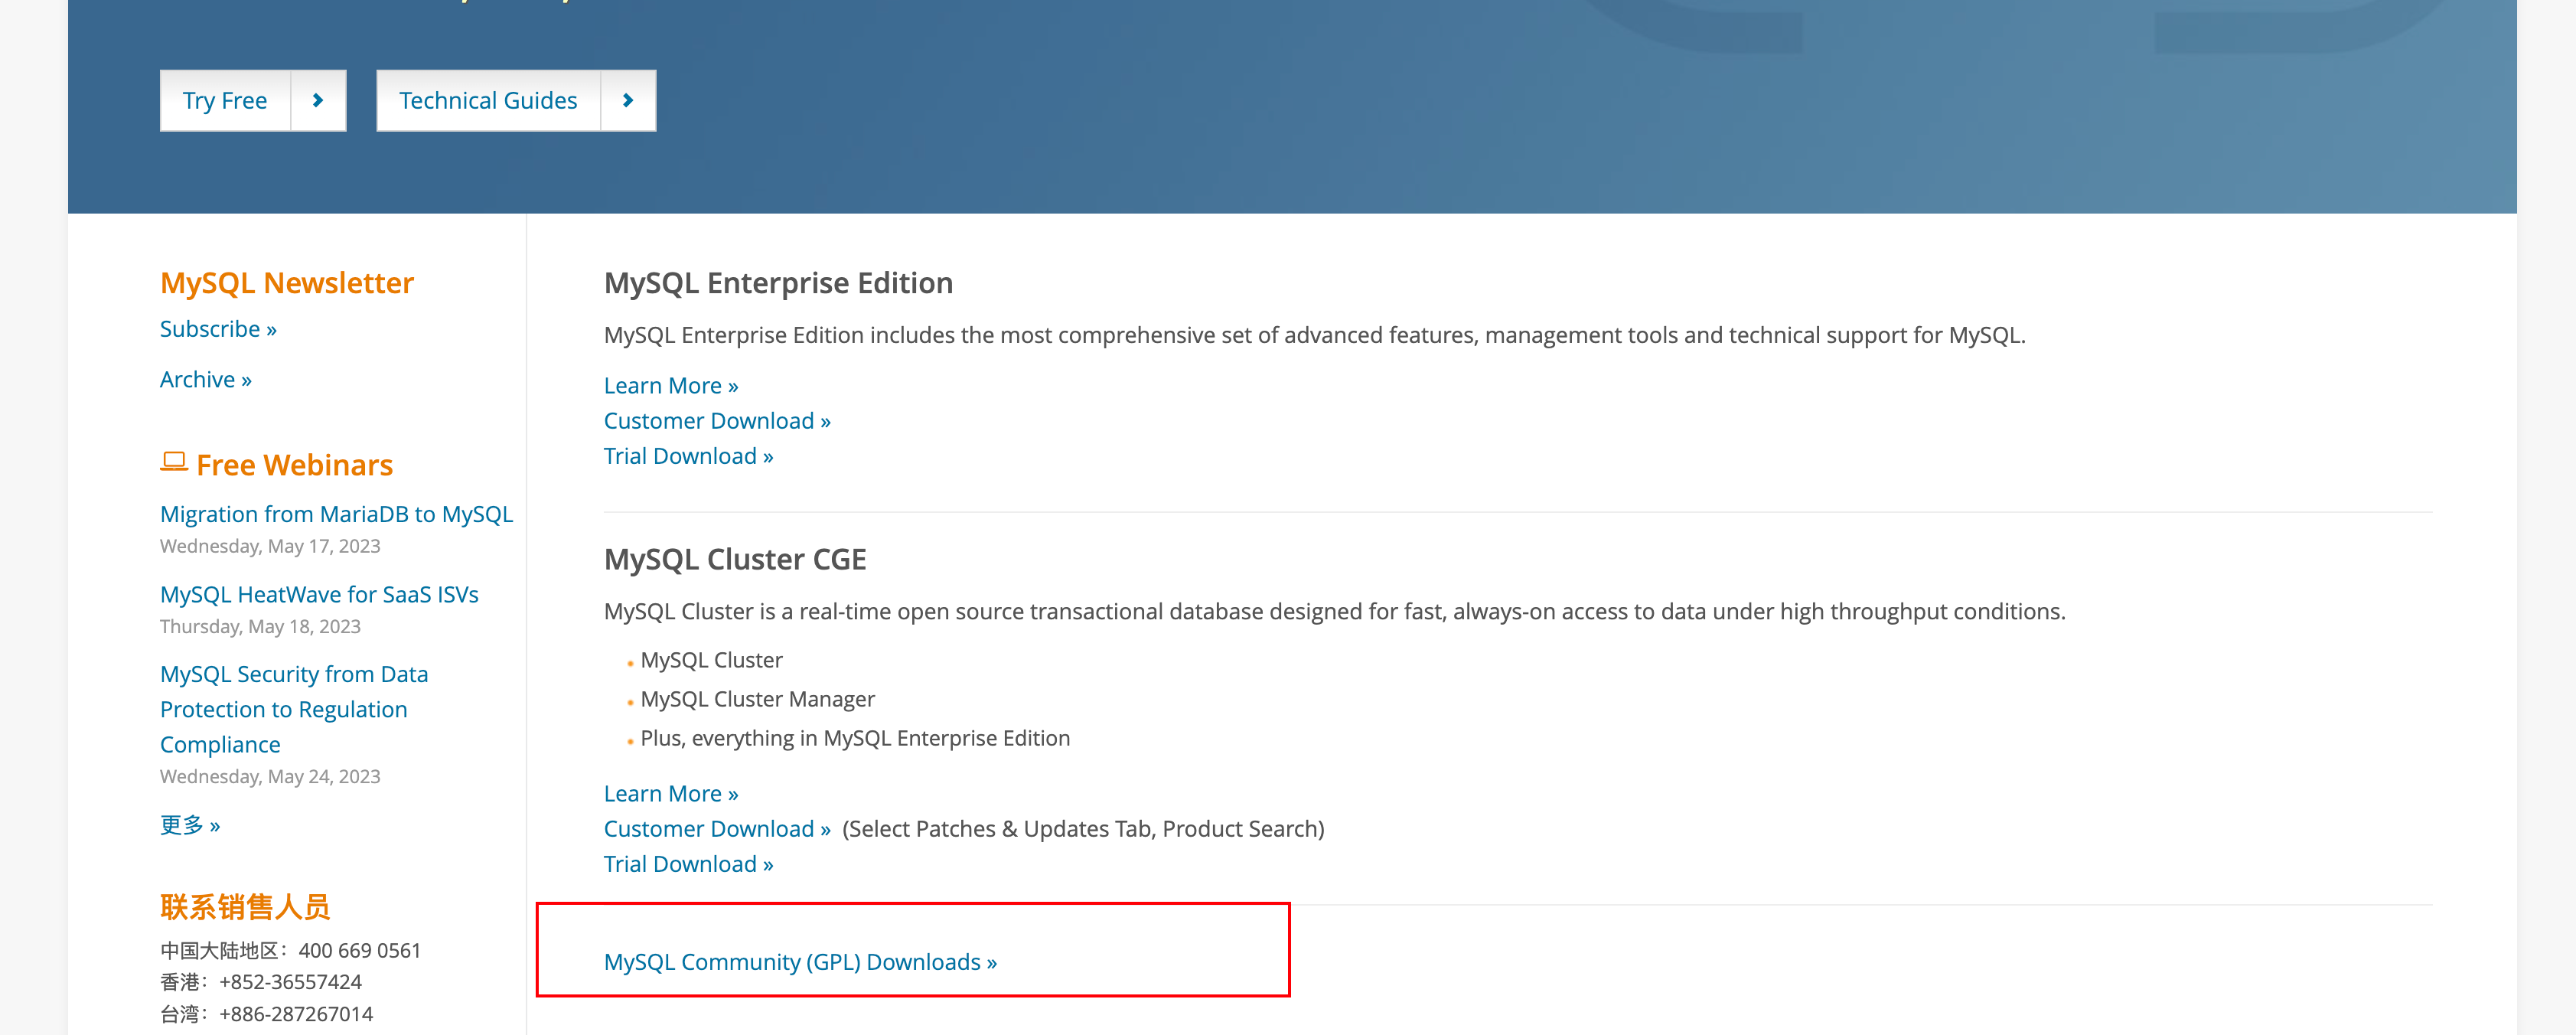 Try Free
Technical Guides
MySQL Newsletter
Subscribe »
Archive »
Free Webinars
Migration from MariaDB to MySQL
Wednesday, May 17, 2023
MySQL HeatWave for SaaS ISVs
Thursday, May 18, 2023
MySQL Security from Data
Protection to Regulation
Compliance
Wednesday, May 24, 2023
更多 »
联系销售人员
中国大陆地区：400 669 0561
香港：+852-36557424
台湾：+886-287267014
MySQL Enterprise Edition
MySQL Enterprise Edition includes the most comprehensive set of advanced features, management tools and technical support for MySQL.
Learn More »
Customer Download »
Trial Download »
MySQL Cluster CGE
MySQL Cluster is a real-time open source transactional database designed for fast, always-on access to data under high throughput conditions.
MySQL Cluster
MySQL Cluster Manager
Plus, everything in MySQL Enterprise Edition
Learn More »
Customer Download » (Select Patches & Updates Tab, Product Search)
Trial Download »
MySQL Community (GPL) Downloads »